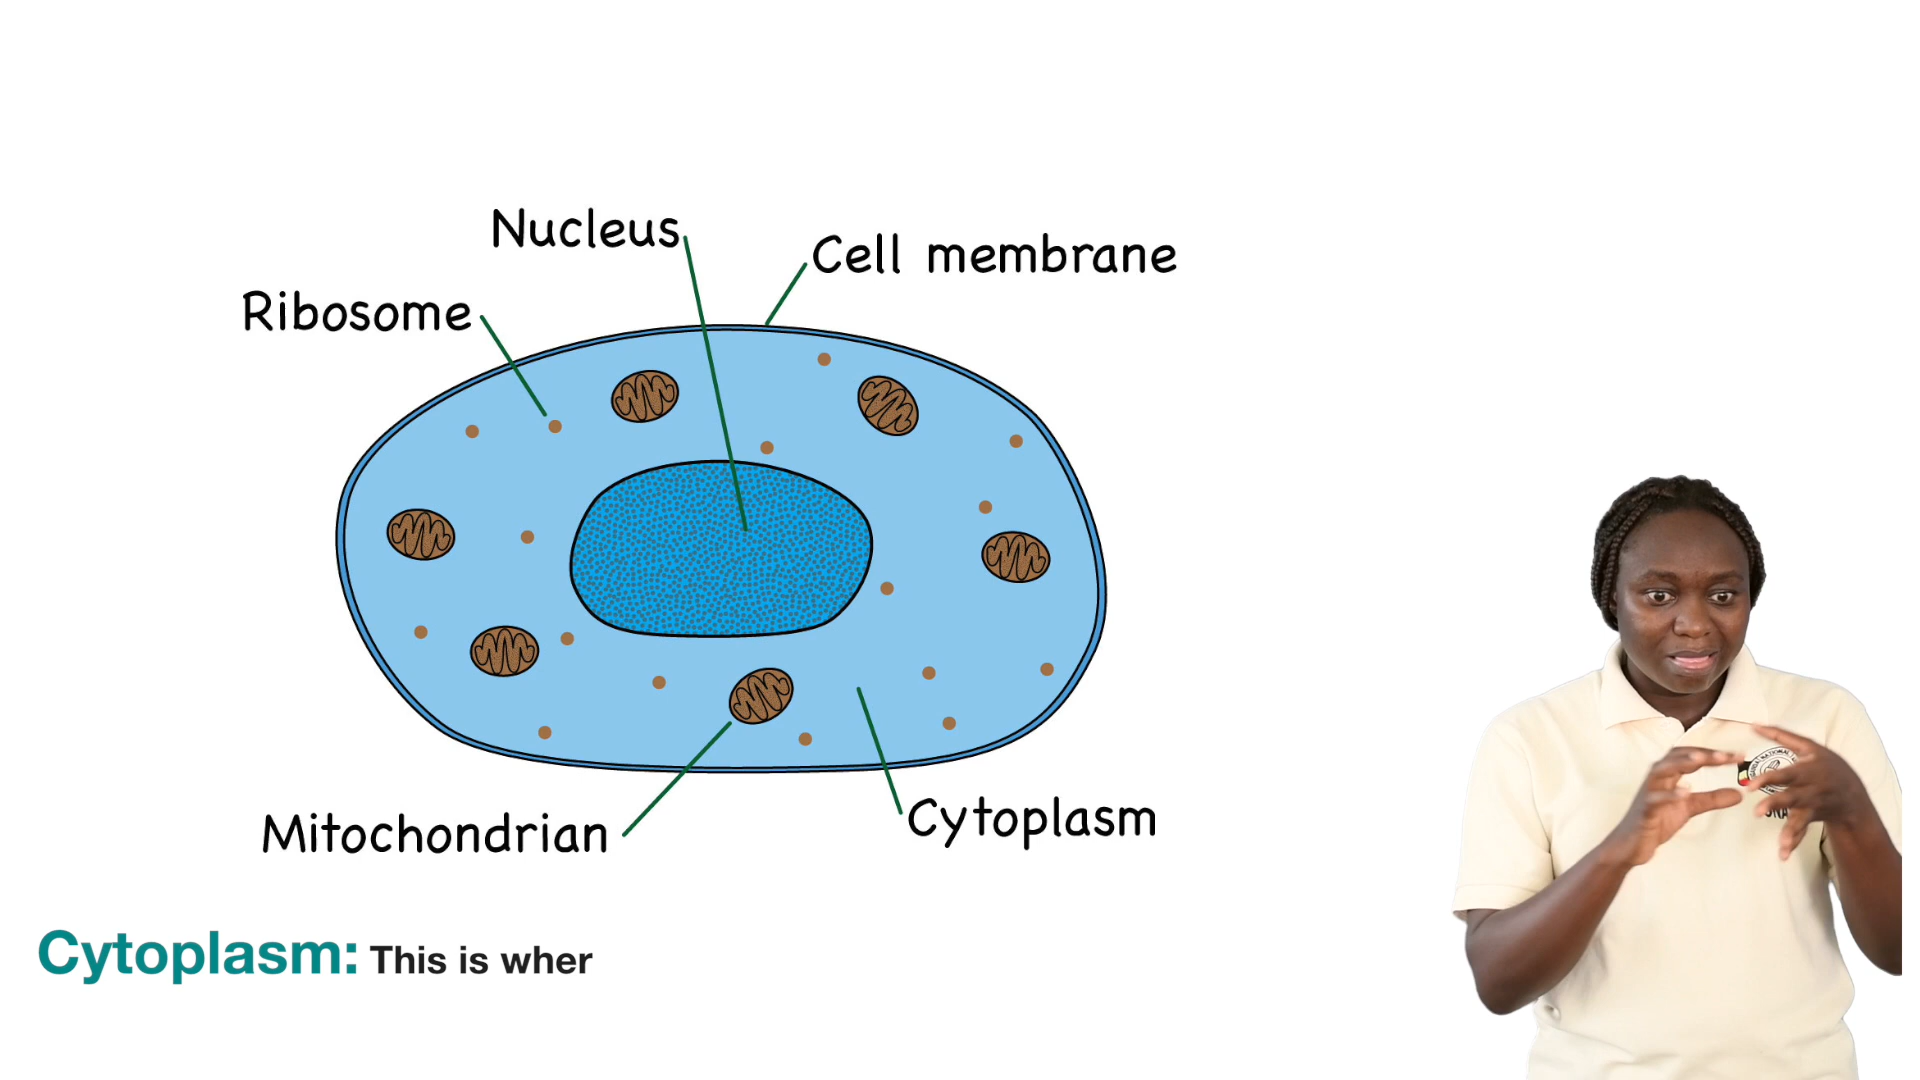 Nucleus
Cell membrane
Ribosome
Mitochondrian
Cytoplasm
Cytoplasm: This is wher